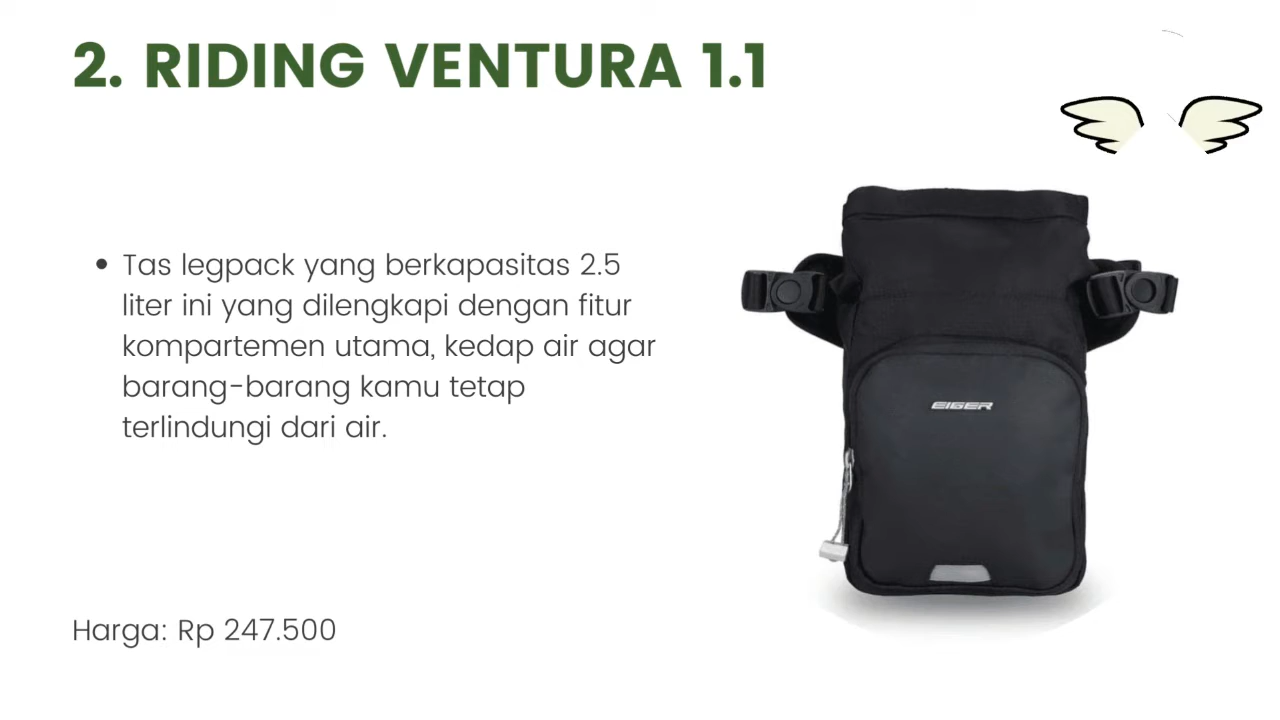 2. RIDING VENTURA 1.1
• Tas legpack yang berkapasitas 2.5
liter ini yang dilengkapi dengan fitur
kompartemen utama, kedap air agar
barang-barang kamu tetap
terlindungi dari air.
EIGER
Harga: Rp 247.500